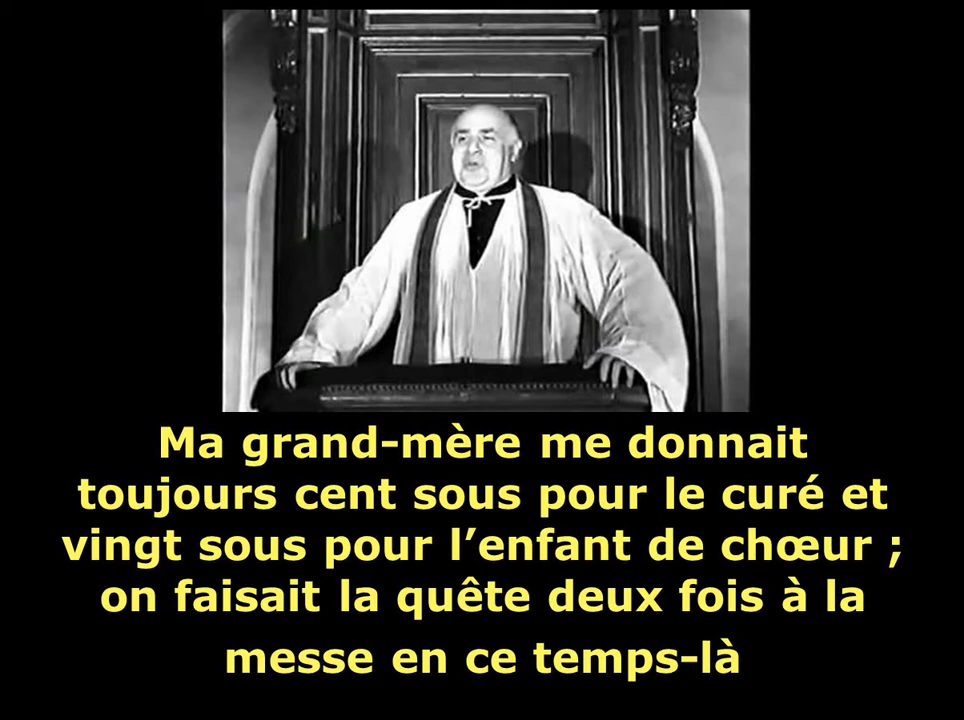 Ma grand-mère me donnait
toujours cent sous pour le curé et
vingt sous pour l’enfant de chœur ;
on faisait la quête deux fois à la
messe en ce temps-là